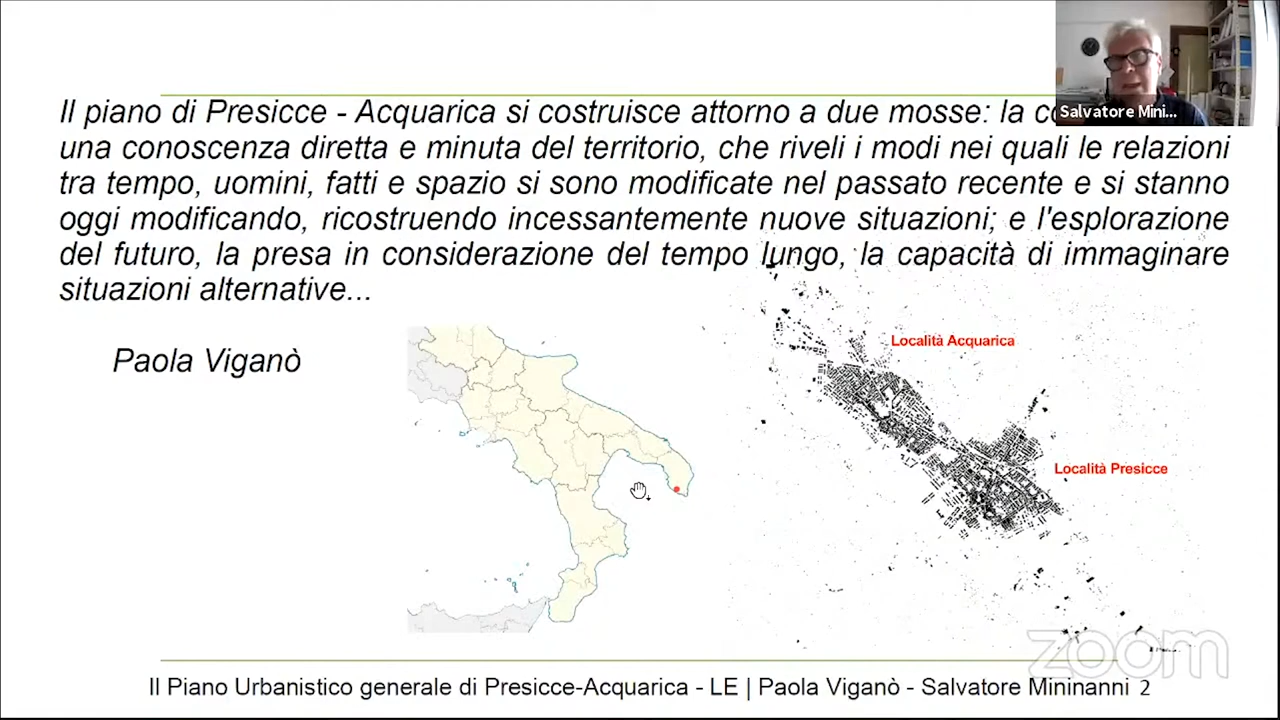 Il piano di Presicce - Acquarica si costruisce attorno a due mosse: la
una conoscenza diretta e minuta del territorio, che riveli i modi nei quali le relazioni
tra tempo, uomini, fatti e spazio si sono modificate nel passato recente e si stanno
oggi modificando, ricostruendo incessantemente nuove situazioni; e l'esplorazione
del futuro, la presa in considerazione del tempo lungo, la capacità di immaginare
situazioni alternative...
Paola Viganò
Salvatore Mini...
Località Acquarica
Località Presicce
zoom
Il Piano Urbanistico generale di Presicce-Acquarica - LE | Paola Viganò - Salvatore Mininanni 2